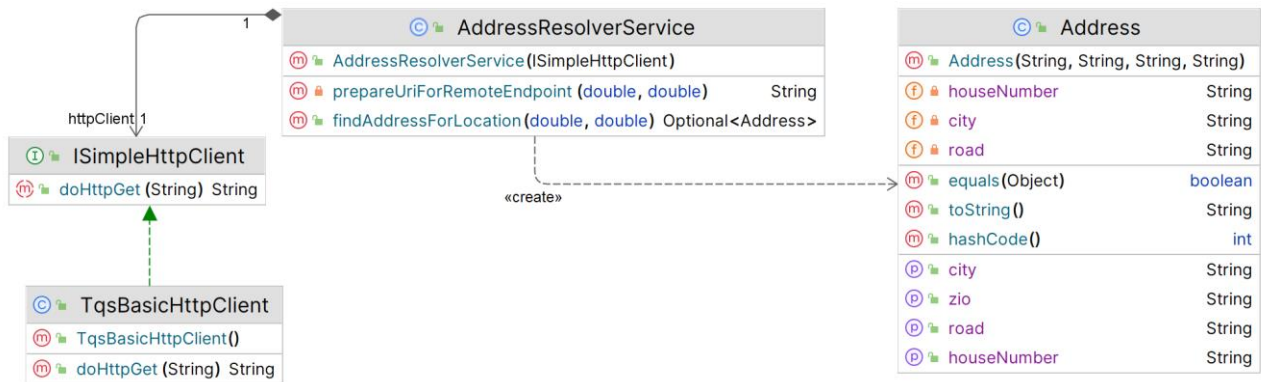 1
AddressResolverService
AddressResolverService(ISimpleHttpClient)
prepareUriForRemoteEndpoint (double, double) String
findAddressForLocation(double, double) Optional<Address>
httpClient 1
ISimpleHttpClient
doHttpGet (String) String
«create»
TqsBasicHttpClient
TqsBasicHttpClient()
doHttpGet (String) String
Address
Address(String, String, String, String)
houseNumber String
city String
road String
equals(Object) boolean
toString() String
hashCode() int
city String
zio String
road String
houseNumber String